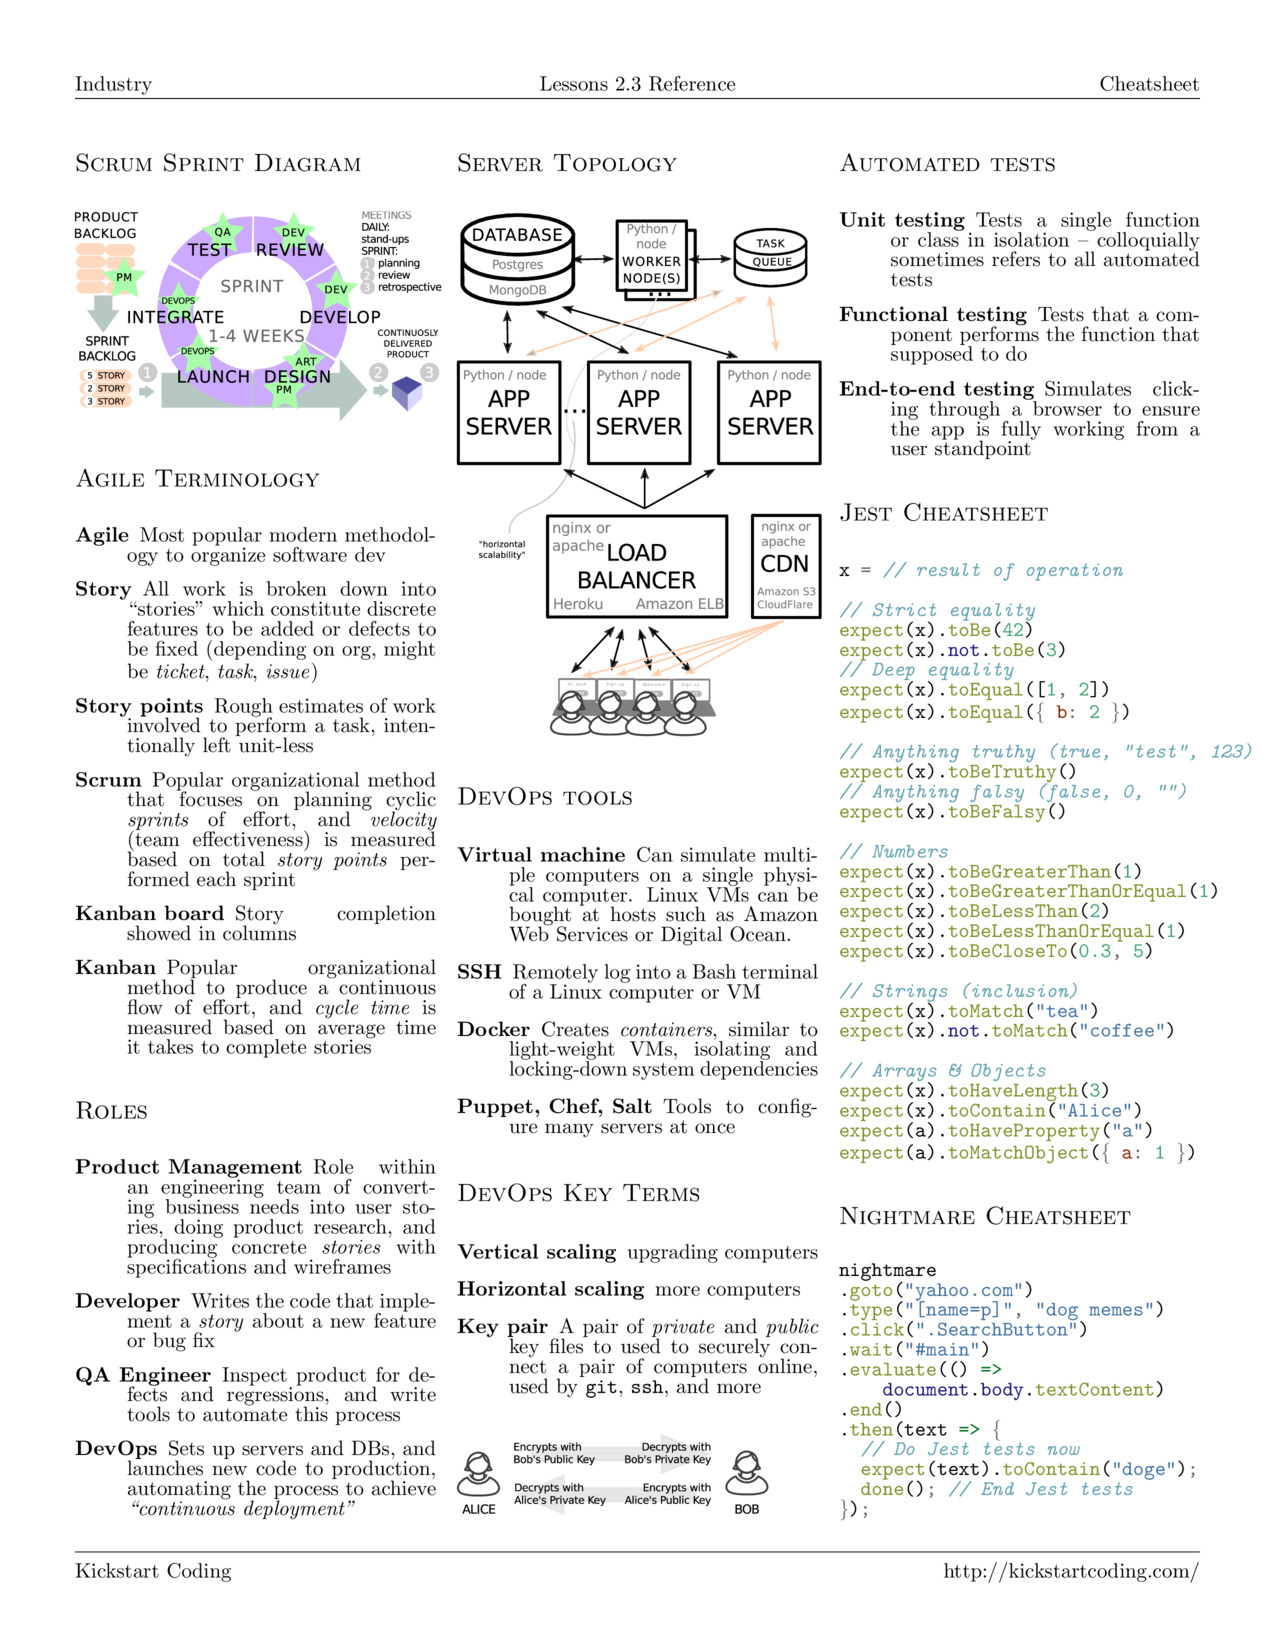 Industry
Lessons 2.3 Reference
Cheatsheet
Scrum Sprint Diagram
PRODUCT
BACKLOG
PM
SPRINT
BACKLOG
5 STORY
2 STORY
3 STORY
1
QA
TEST
DEV
REVIEW
SPRINT
DEV
DEVOPS
INTEGRATE
DEVELOP
1-4 WEEKS
DEVOPS
LAUNCH
ART
DESIGN
PM
MEETINGS
DAILY:
stand-ups
SPRINT:
1 planning
2 review
3 retrospective
CONTINUOSLY
DELIVERED
PRODUCT
2
3
Agile Terminology
Agile Most popular modern methodol-
ogy to organize software dev
Story All work is broken down into
“stories” which constitute discrete
features to be added or defects to
be fixed (depending on org, might
be ticket, task, issue)
Story points Rough estimates of work
involved to perform a task, inten-
tionally left unit-less
Scrum Popular organizational method
that focuses on planning cyclic
sprints of effort, and velocity
(team effectiveness) is measured
based on total story points per-
formed each sprint
Kanban board Story completion
showed in columns
Kanban Popular organizational
method to produce a continuous
flow of effort, and cycle time is
measured based on average time
it takes to complete stories
Roles
Product Management Role within
an engineering team of convert-
ing business needs into user sto-
ries, doing product research, and
producing concrete stories with
specifications and wireframes
Developer Writes the code that imple-
ment a story about a new feature
or bug fix
QA Engineer Inspect product for de-
fects and regressions, and write
tools to automate this process
DevOps Sets up servers and DBs, and
launches new code to production,
automating the process to achieve
“continuous deployment”
Server Topology
DATABASE
Postgres
MongoDB
Python /
node
WORKER
NODE(S)
...
TASK
QUEUE
Python / node
APP
SERVER
...
Python / node
APP
SERVER
Python / node
APP
SERVER
"horizontal
scalability"
nginx or
apache
LOAD
BALANCER
Heroku
Amazon ELB
nginx or
apache
CDN
Amazon S3
CloudFlare
DevOps tools
Virtual machine Can simulate multi-
ple computers on a single physi-
cal computer. Linux VMs can be
bought at hosts such as Amazon
Web Services or Digital Ocean.
SSH Remotely log into a Bash terminal
of a Linux computer or VM
Docker Creates containers, similar to
light-weight VMs, isolating and
locking-down system dependencies
Puppet, Chef, Salt Tools to config-
ure many servers at once
DevOps Key Terms
Vertical scaling upgrading computers
Horizontal scaling more computers
Key pair A pair of private and public
key files to used to securely con-
nect a pair of computers online,
used by git, ssh, and more
ALICE
Encrypts with
Bob's Public Key
Decrypts with
Bob's Private Key
Decrypts with
Alice's Private Key
Encrypts with
Alice's Public Key
BOB
Automated tests
Unit testing Tests a single function
or class in isolation – colloquially
sometimes refers to all automated
tests
Functional testing Tests that a com-
ponent performs the function that
supposed to do
End-to-end testing Simulates click-
ing through a browser to ensure
the app is fully working from a
user standpoint
Jest Cheatsheet
x = // result of operation
// Strict equality
expect(x).toBe(42)
expect(x).not.toBe(3)
// Deep equality
expect(x).toEqual([1, 2])
expect(x).toEqual({ b: 2 })
// Anything truthy (true, "test", 123)
expect(x).toBeTruthy()
// Anything falsy (false, 0, "")
expect(x).toBeFalsy()
// Numbers
expect(x).toBeGreaterThan(1)
expect(x).toBeGreaterThanOrEqual(1)
expect(x).toBeLessThan(2)
expect(x).toBeLessThanOrEqual(1)
expect(x).toBeCloseTo(0.3, 5)
// Strings (inclusion)
expect(x).toMatch("tea")
expect(x).not.toMatch("coffee")
// Arrays & Objects
expect(x).toHaveLength(3)
expect(x).toContain("Alice")
expect(a).toHaveProperty("a")
expect(a).toMatchObject({ a: 1 })
Nightmare Cheatsheet
nightmare
.goto("yahoo.com")
.type("[name=p]", "dog memes")
.click(".SearchButton")
.wait("#main")
.evaluate(() =>
document.body.textContent)
.end()
.then(text => {
// Do Jest tests now
expect(text).toContain("doge");
done(); // End Jest tests
});
Kickstart Coding
http://kickstartcoding.com/